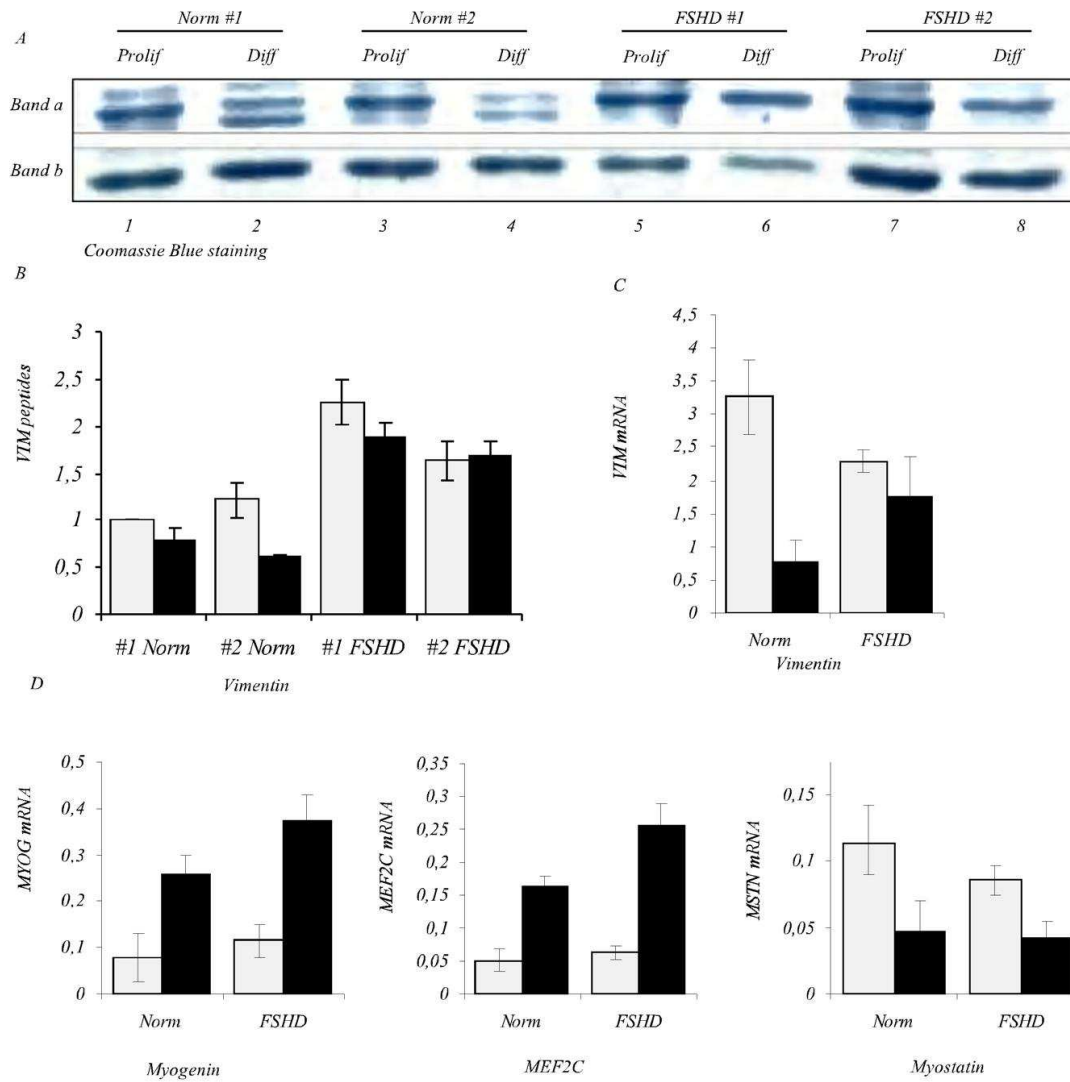 Norm #1 Norm #2 FSHD #1 FSHD #2
A
Prolif Diff Prolif Diff Prolif Diff Prolif Diff
Band a
Band b
1 2 3 4 5 6 7 8
Coomassie Blue staining
B
C
VIM peptides
3
2,5
2
1,5
1
0,5
0
#1 Norm #2 Norm #1 FSHD #2 FSHD
Vimentin
VIM mRNA
4,5
4
3,5
3
2,5
2
1,5
1
0,5
0
Norm FSHD
Vimentin
D
MYOG mRNA
0,5
0,4
0,3
0,2
0,1
0
Norm FSHD
Myogenin
MEF2C mRNA
0,35
0,3
0,25
0,2
0,15
0,1
0,05
0
Norm FSHD
MEF2C
MSTN mRNA
0,15
0,1
0,05
0
Norm FSHD
Myostatin